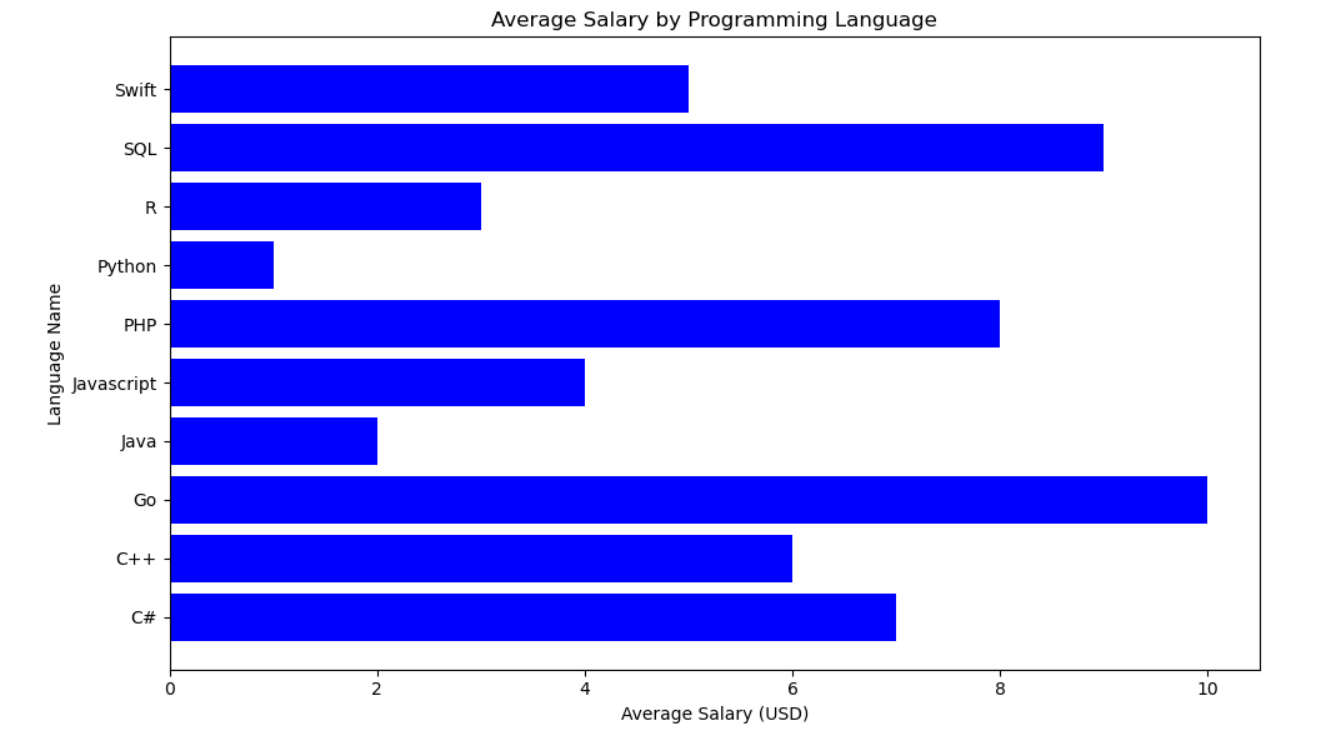 Average Salary by Programming Language
Swift
SQL
R
Python
PHP
Javascript
Java
Go
C++
C#
Language Name
0 2 4 6 8 10
Average Salary (USD)